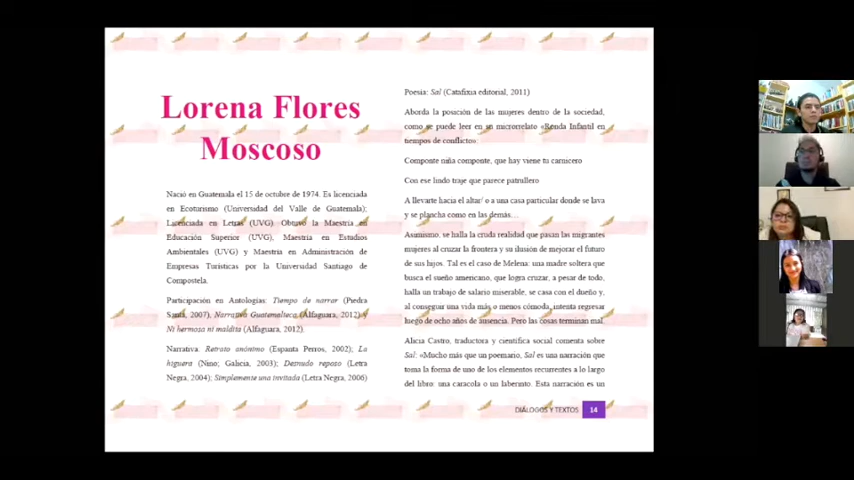 Lorena Flores
Moscoso
Nació en Guatemala el 15 de octubre de 1974. Es licenciada
en Ecoturismo (Universidad del Valle de Guatemala);
Licenciada en Letras (UVG). Obtuvo la Maestría en
Educación Superior (UVG), Maestría en Estudios
Ambientales (UVG) y Maestría en Administración de
Empresas Turísticas por la Universidad Santiago de
Compostela.
Participación en Antologías: Tiempo de narrar (Piedra
Santa, 2007), Narrativa Guatemalteca (Alfaguara, 2012) y
Ni hermosa ni maldita (Alfaguara, 2012).
Narrativa: Retrato anónimo (Espanta Perros, 2002); La
higuera (Nino; Galicia, 2003); Desnudo reposo (Letra
Negra, 2004); Simplemente una invitada (Letra Negra, 2006)
Poesía: Sal (Catafixia editorial, 2011)
Aborda la posición de las mujeres dentro de la sociedad,
como se puede leer en su microrrelato «Ronda Infantil en
tiempos de conflicto».
Componte niña componte, que hay viene tu carnicero
Con ese lindo traje que parece patrullero
A llevarte hacia el altar/ o a una casa particular donde se lava
y se plancha como en las demás…
Asimismo, se halla la cruda realidad que pasan las migrantes
mujeres al cruzar la frontera y su ilusión de mejorar el futuro
de sus hijos. Tal es el caso de Melena: una madre soltera que
busca el sueño americano, que logra cruzar, a pesar de todo,
halla un trabajo de salario miserable, se casa con el dueño y,
al conseguir una vida más o menos cómoda, intenta regresar
luego de ocho años de ausencia. Pero las cosas terminan mal.
Alicia Castro, traductora y científica social comenta sobre
Sal: «Mucho más que un poemario, Sal es una narración que
toma la forma de uno de los elementos recurrentes a lo largo
del libro: una caracola o un laberinto. Esta narración es un
DIÁLOGOS Y TEXTOS 14